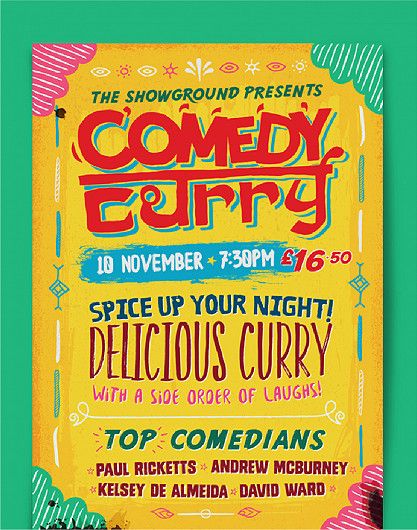 THE SHOWGROUND PRESENTS
COMEDY
CURRY
10 NOVEMBER ★ 7:30PM £16.50
SPICE UP YOUR NIGHT!
DELICIOUS CURRY
WITH A SIDE ORDER OF LAUGHS!
TOP COMEDIANS
★ PAUL RICKETTS ★ ANDREW MCBURNEY ★
★ KELSEY DE ALMEIDA ★ DAVID WARD ★